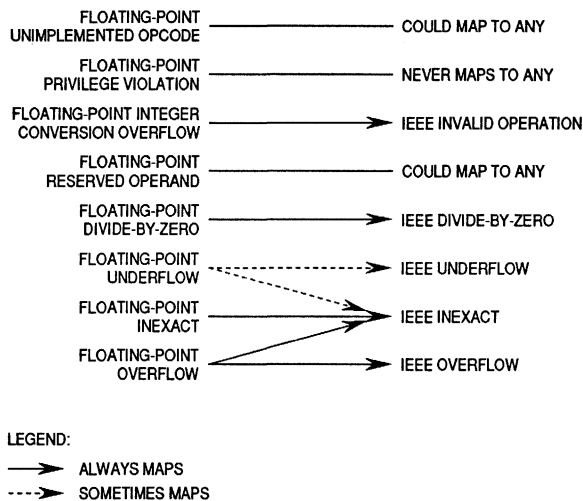 FLOATING-POINT
UNIMPLEMENTED OPCODE
COULD MAP TO ANY
FLOATING-POINT
PRIVILEGE VIOLATION
NEVER MAPS TO ANY
FLOATING-POINT INTEGER
CONVERSION OVERFLOW
IEEE INVALID OPERATION
FLOATING-POINT
RESERVED OPERAND
COULD MAP TO ANY
FLOATING-POINT
DIVIDE-BY-ZERO
IEEE DIVIDE-BY-ZERO
FLOATING-POINT
UNDERFLOW
IEEE UNDERFLOW
FLOATING-POINT
INEXACT
IEEE INEXACT
FLOATING-POINT
OVERFLOW
IEEE OVERFLOW
LEGEND:
ALWAYS MAPS
SOMETIMES MAPS